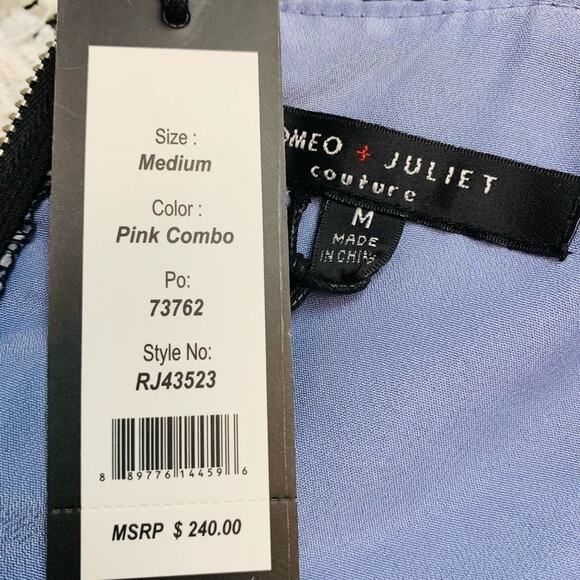 Size :
Medium
Color :
Pink Combo
Po:
73762
Style No:
RJ43523
8 89776 14459 6
MSRP $ 240.00
OMEO + JULIET
couture
M
MADE
IN CHINA